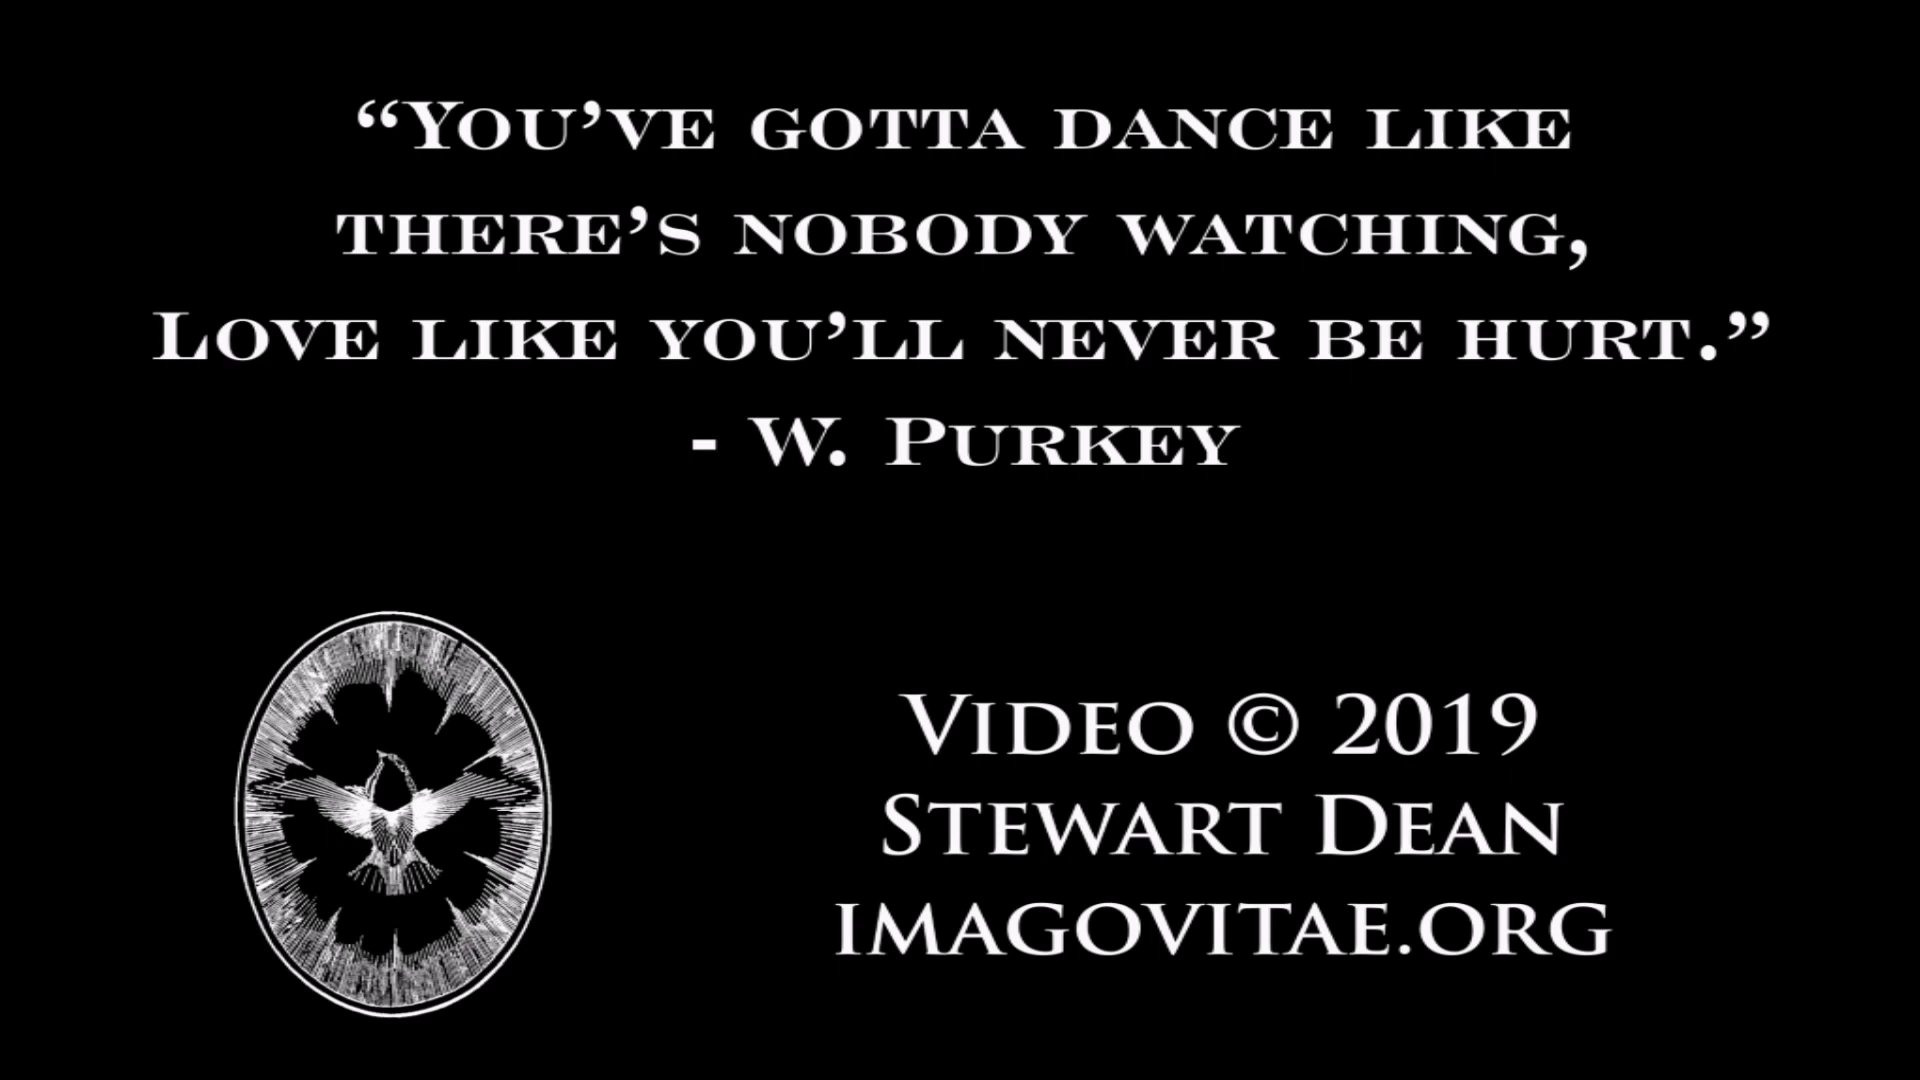 “You’ve gotta dance like
there’s nobody watching,
Love like you’ll never be hurt.”
- W. Purkey
Video © 2019
Stewart Dean
imagovitae.org